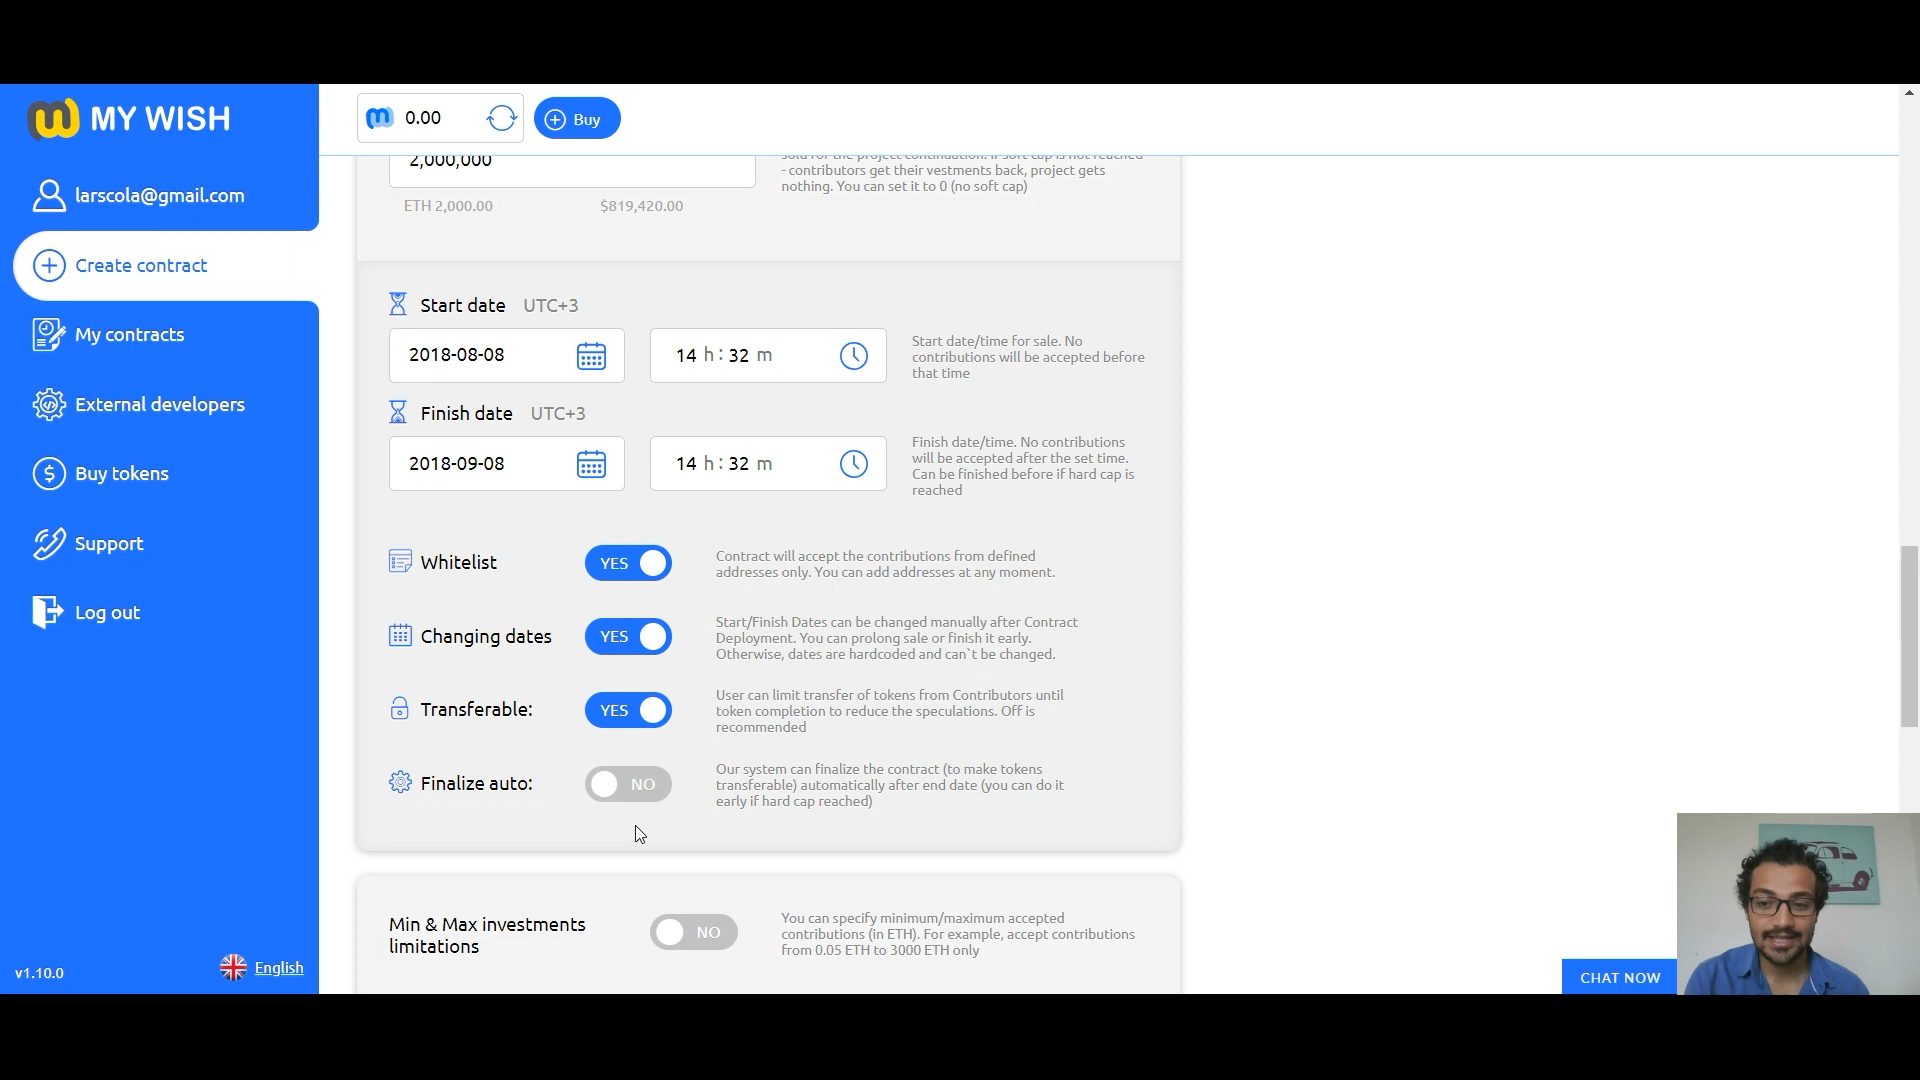 MY WISH
0.00
Buy
larscola@gmail.com
Create contract
My contracts
External developers
Buy tokens
Support
Log out
v1.10.0
English
2,000,000
sold for the project continuation. If soft cap is not reached
- contributors get their vestments back, project gets
nothing. You can set it to 0 (no soft cap)
ETH 2,000.00
$819,420.00
Start date UTC+3
2018-08-08
14 h : 32 m
Start date/time for sale. No
contributions will be accepted before
that time
Finish date UTC+3
2018-09-08
14 h : 32 m
Finish date/time. No contributions
will be accepted after the set time.
Can be finished before if hard cap is
reached
Whitelist
YES
Contract will accept the contributions from defined
addresses only. You can add addresses at any moment.
Changing dates
YES
Start/Finish Dates can be changed manually after Contract
Deployment. You can prolong sale or finish it early.
Otherwise, dates are hardcoded and can`t be changed.
Transferable:
YES
User can limit transfer of tokens from Contributors until
token completion to reduce the speculations. Off is
recommended
Finalize auto:
NO
Our system can finalize the contract (to make tokens
transferable) automatically after end date (you can do it
early if hard cap reached)
Min & Max investments
limitations
NO
You can specify minimum/maximum accepted
contributions (in ETH). For example, accept contributions
from 0.05 ETH to 3000 ETH only
CHAT NOW